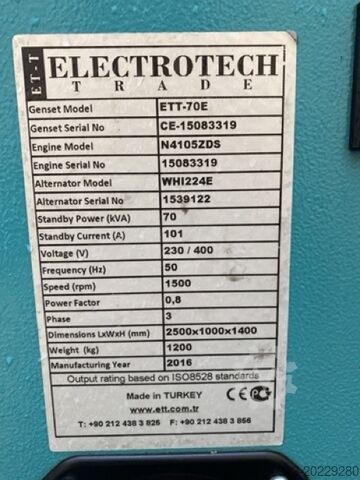 ET-T ELECTROTECH
TRADE
Genset Model ETT-70E
Genset Serial No CE-15083319
Engine Model N4105ZDS
Engine Serial 15083319
Alternator Model WHI224E
Alternator Serial No 1539122
Standby Power (kVA) 70
Standby Current (A) 101
Voltage (V) 230 / 400
Frequency (Hz) 50
Speed (rpm) 1500
Power Factor 0,8
Phase 3
Dimensions LxWxH (mm) 2500x1000x1400
Weight (kg) 1200
Manufacturing Year 2016
Output rating based on ISO8528 standards
Made in TURKEY CE
www.ett.com.tr
T: +90 212 438 3 825 F: +90 212 438 3 856
20229280